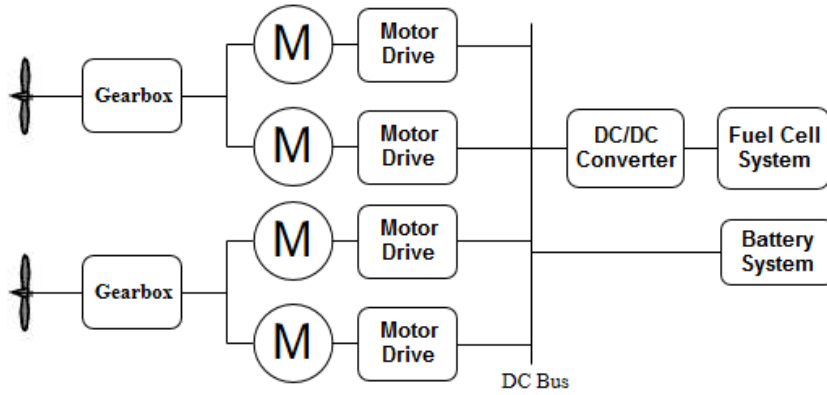 M
Motor
Drive
Gearbox
M
Motor
Drive
DC/DC
Converter
Fuel Cell
System
M
Motor
Drive
Battery
System
Gearbox
M
Motor
Drive
DC Bus